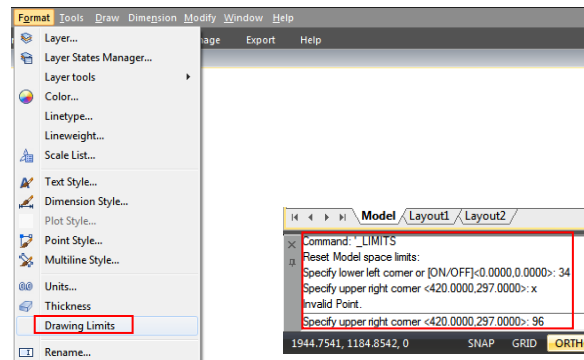 Format Tools Draw Dimension Modify Window Help
nage Export Help
Layer...
Layer States Manager...
Layer tools
Color...
Linetype...
Lineweight...
Scale List...
Text Style...
Dimension Style...
Plot Style...
Point Style...
Multiline Style...
Units...
Thickness
Drawing Limits
Rename...
Model Layout1 Layout2
Command: '_LIMITS
Reset Model space limits:
Specify lower left corner or [ON/OFF]<0.0000,0.0000>: 34
Specify upper right corner <420.0000,297.0000>: x
Invalid Point.
Specify upper right corner <420.0000,297.0000>: 96
1944.7541, 1184.8542, 0 SNAP GRID ORTH